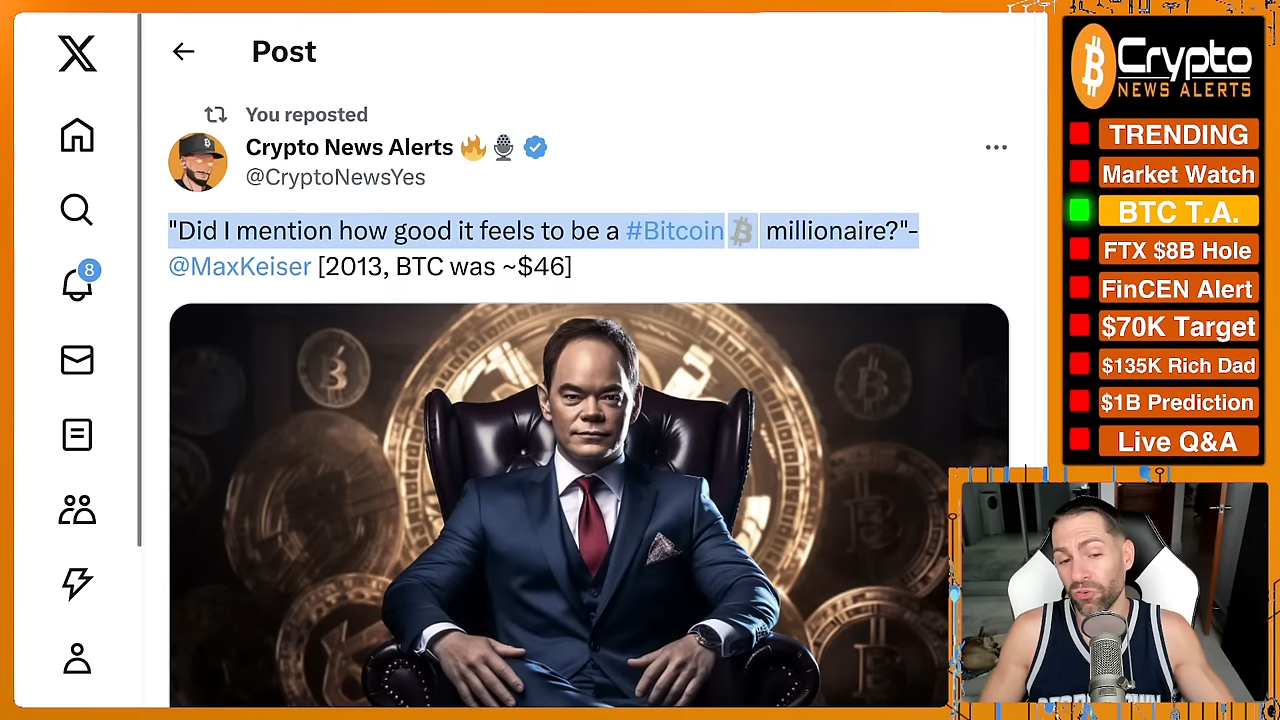 Post
You reposted
Crypto News Alerts
@CryptoNewsYes
"Did I mention how good it feels to be a #Bitcoin millionaire?"-
@MaxKeiser [2013, BTC was ~$46]
8
Crypto
NEWS ALERTS
TRENDING
Market Watch
BTC T.A.
FTX $8B Hole
FinCEN Alert
$70K Target
$135K Rich Dad
$1B Prediction
Live Q&A